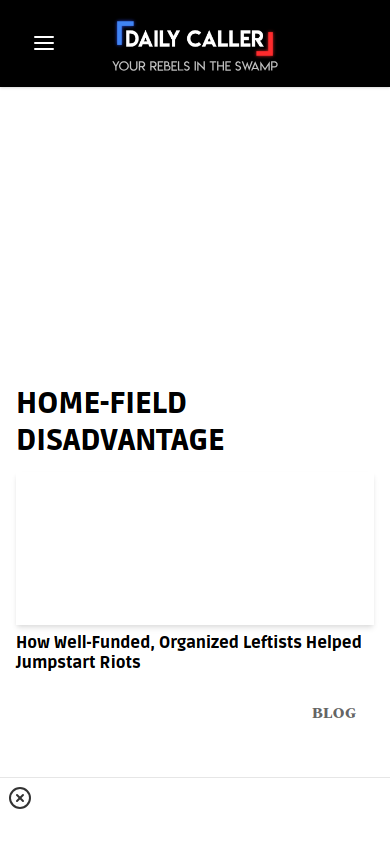 DAILY CALLER
YOUR REBELS IN THE SWAMP
HOME-FIELD
DISADVANTAGE
How Well-Funded, Organized Leftists Helped
Jumpstart Riots
BLOG